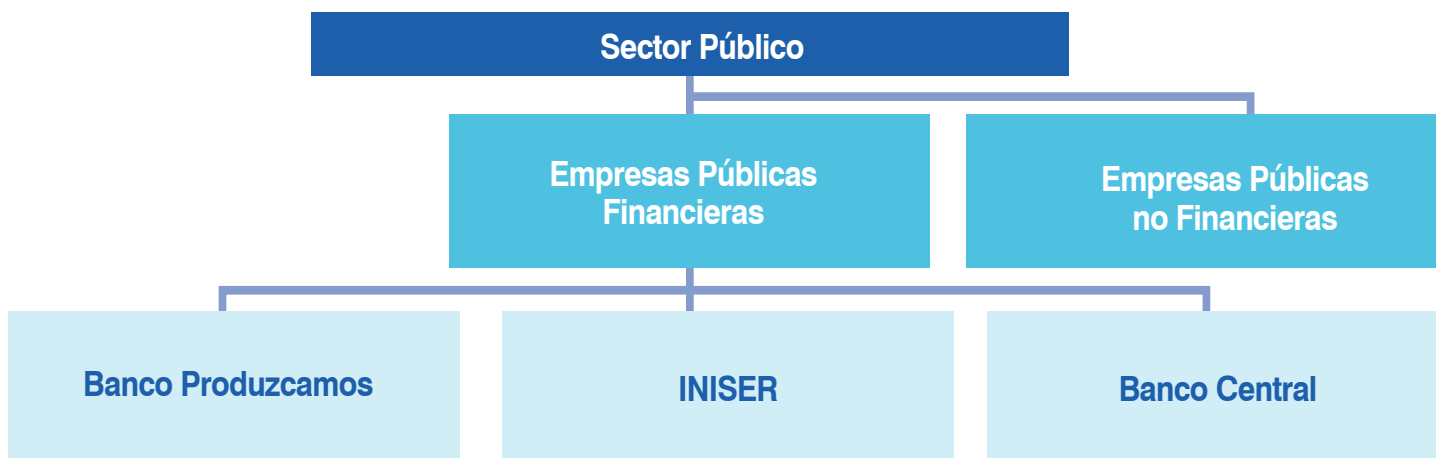 Sector Público
Empresas Públicas
Financieras
Empresas Públicas
no Financieras
Banco Produzcamos
INISER
Banco Central